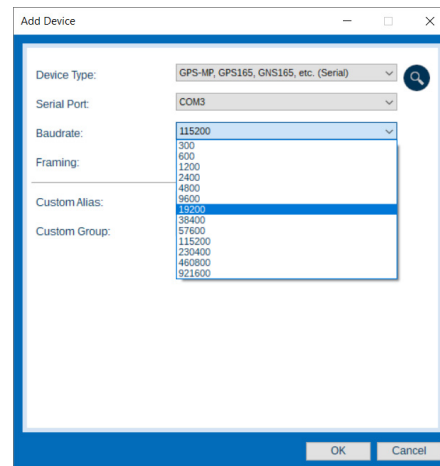 Add Device
Device Type: GPS-MP, GPS165, GNS165, etc. (Serial)
Serial Port: COM3
Baudrate: 115200
300
600
Framing: 1200
2400
4800
9600
Custom Alias: 19200
38400
Custom Group: 57600
115200
230400
460800
921600
OK Cancel